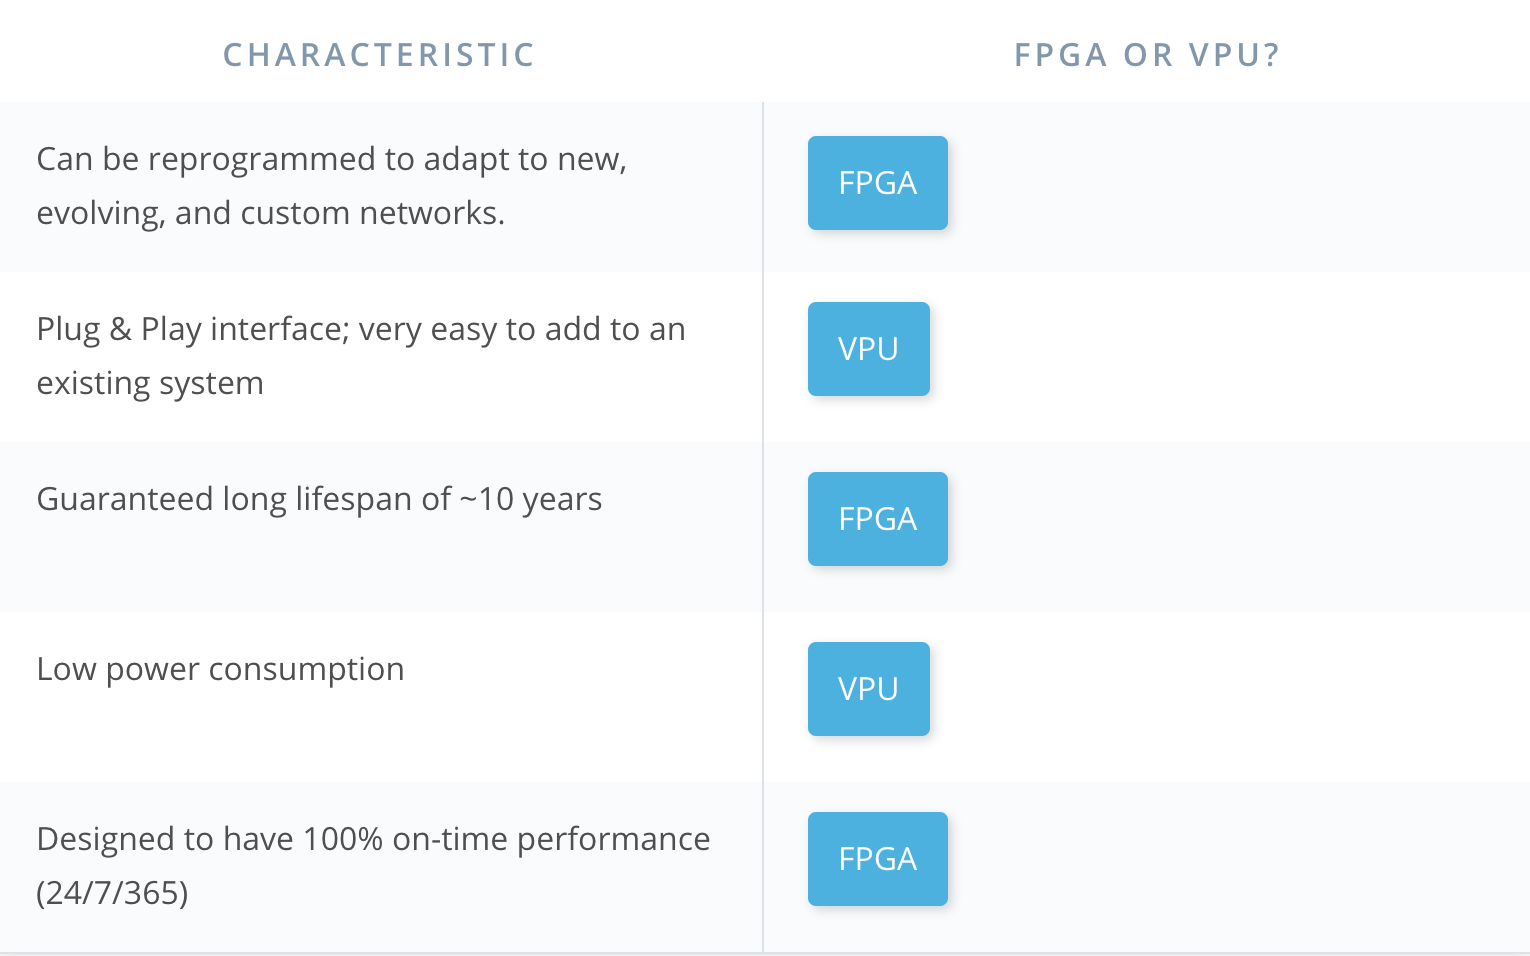 CHARACTERISTIC
FPGA OR VPU?
Can be reprogrammed to adapt to new,
evolving, and custom networks.
FPGA
Plug & Play interface; very easy to add to an
existing system
VPU
Guaranteed long lifespan of ~10 years
FPGA
Low power consumption
VPU
Designed to have 100% on-time performance
(24/7/365)
FPGA